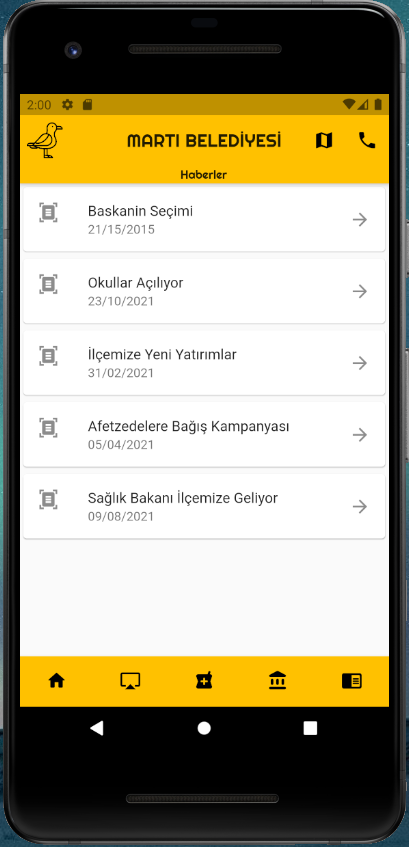 2:00
MARTI BELEDİYESİ
Haberler
Baskanin Seçimi
21/15/2015
Okullar Açılıyor
23/10/2021
İlçemize Yeni Yatırımlar
31/02/2021
Afetzedelere Bağış Kampanyası
05/04/2021
Sağlık Bakanı İlçemize Geliyor
09/08/2021